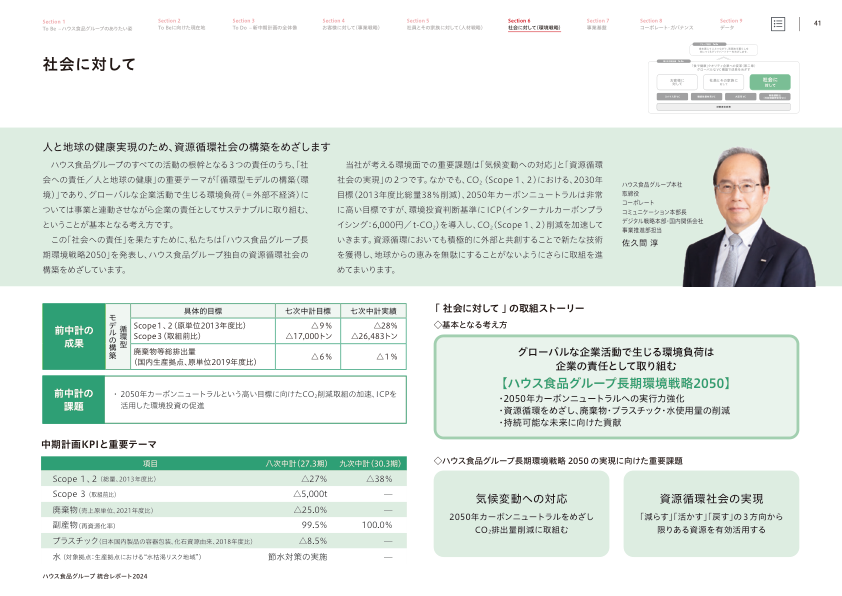 Section 1
To Be －ハウス食品グループのありたい姿
Section 2
To Beに向けた現在地
Section 3
To Do －新中期計画の全体像
Section 4
お客様に対して(事業戦略)
Section 5
社員とその家族に対して(人材戦略)
Section 6
社会に対して(環境戦略)
Section 7
事業基盤
Section 8
コーポレート・ガバナンス
Section 9
データ
41
社会に対して
お客様に
対して
社員とその家族に
対して
社会に
対して
人と地球の健康実現のため、資源循環社会の構築をめざします
ハウス食品グループのすべての活動の根幹となる3つの責任のうち、「社
会への責任／人と地球の健康」の重要テーマが「循環型モデルの構築(環
境)」であり、グローバルな企業活動で生じる環境負荷(＝外部不経済)に
ついては事業と連動させながら企業の責任としてサステナブルに取り組む、
ということが基本となる考え方です。
この「社会への責任」を果たすために、私たちは「ハウス食品グループ長
期環境戦略2050」を発表し、ハウス食品グループ独自の資源循環社会の
構築をめざしています。
当社が考える環境面での重要課題は「気候変動への対応」と「資源循環
社会の実現」の2つです。なかでも、CO₂ (Scope 1、2)における、2030年
目標(2013年度比総量38%削減)、2050年カーボンニュートラルは非常
に高い目標ですが、環境投資判断基準にICP(インターナルカーボンプラ
イシング：6,000円／t-CO₂)を導入し、CO₂(Scope 1、2)削減を加速して
いきます。資源循環においても積極的に外部と共創することで新たな技術
を獲得し、地球からの恵みを無駄にすることがないようにさらに取組を進
めてまいります。
ハウス食品グループ本社
取締役
コーポレート
コミュニケーション本部長
デジタル戦略本部・国内関係会社
事業推進部担当
佐久間 淳
前中計の
成果
循環型
モデルの構築
具体的目標
七次中計目標
七次中計実績
Scope1、2(原単位2013年度比)
△9%
△28%
Scope3(取組前比)
△17,000トン
△26,483トン
廃棄物等総排出量
(国内生産拠点、原単位2019年度比)
△6%
△1%
前中計の
課題
・ 2050年カーボンニュートラルという高い目標に向けたCO₂削減取組の加速、ICPを
活用した環境投資の促進
中期計画KPIと重要テーマ
項目
八次中計(27.3期)
九次中計(30.3期)
Scope 1、2 (総量、2013年度比)
△27%
△38%
Scope 3 (取組前比)
△5,000t
―
廃棄物(売上原単位、2021年度比)
△25.0%
―
副産物(再資源化率)
99.5%
100.0%
プラスチック(日本国内製品の容器包装、化石資源由来、2018年度比)
△8.5%
―
水 (対象拠点：生産拠点における“水枯渇リスク地域”)
節水対策の実施
―
「 社会に対して 」の取組ストーリー
◇基本となる考え方
グローバルな企業活動で生じる環境負荷は
企業の責任として取り組む
【ハウス食品グループ長期環境戦略2050】
・2050年カーボンニュートラルへの実行力強化
・資源循環をめざし、廃棄物・プラスチック・水使用量の削減
・持続可能な未来に向けた貢献
◇ハウス食品グループ長期環境戦略 2050 の実現に向けた重要課題
気候変動への対応
2050年カーボンニュートラルをめざし
CO₂排出量削減に取組む
資源循環社会の実現
「減らす」「活かす」「戻す」の3方向から
限りある資源を有効活用する
ハウス食品グループ 統合レポート2024